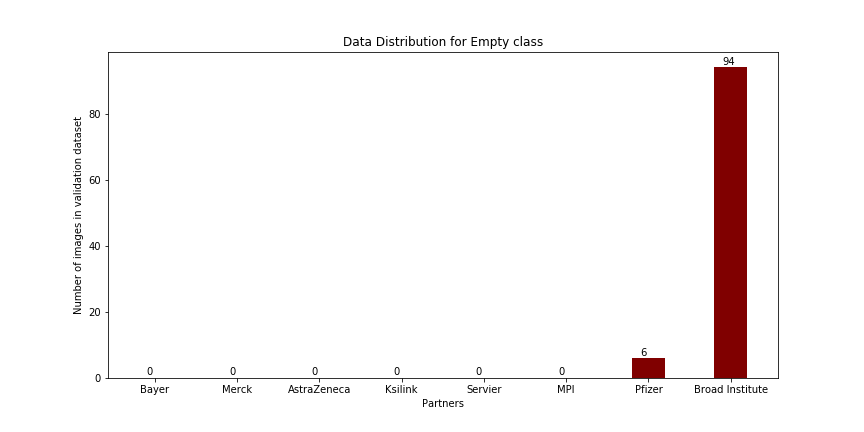 Data Distribution for Empty class
Number of images in validation dataset
80
60
40
20
0
0 0 0 0 0 0 6 94
Bayer Merck AstraZeneca Ksilink Servier MPI Pfizer Broad Institute
Partners